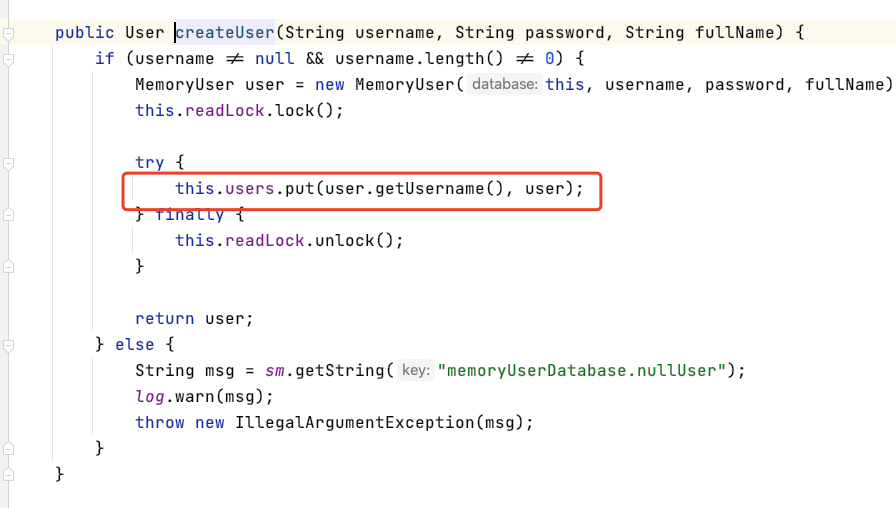 public User createUser(String username, String password, String fullName) {
if (username ≠ null && username.length() ≠ 0) {
MemoryUser user = new MemoryUser( database: this, username, password, fullName)
this.readLock.lock();
try {
this.users.put(user.getUsername(), user);
} finally {
this.readLock.unlock();
}
return user;
} else {
String msg = sm.getString( key: "memoryUserDatabase.nullUser");
log.warn(msg);
throw new IllegalArgumentException(msg);
}
}